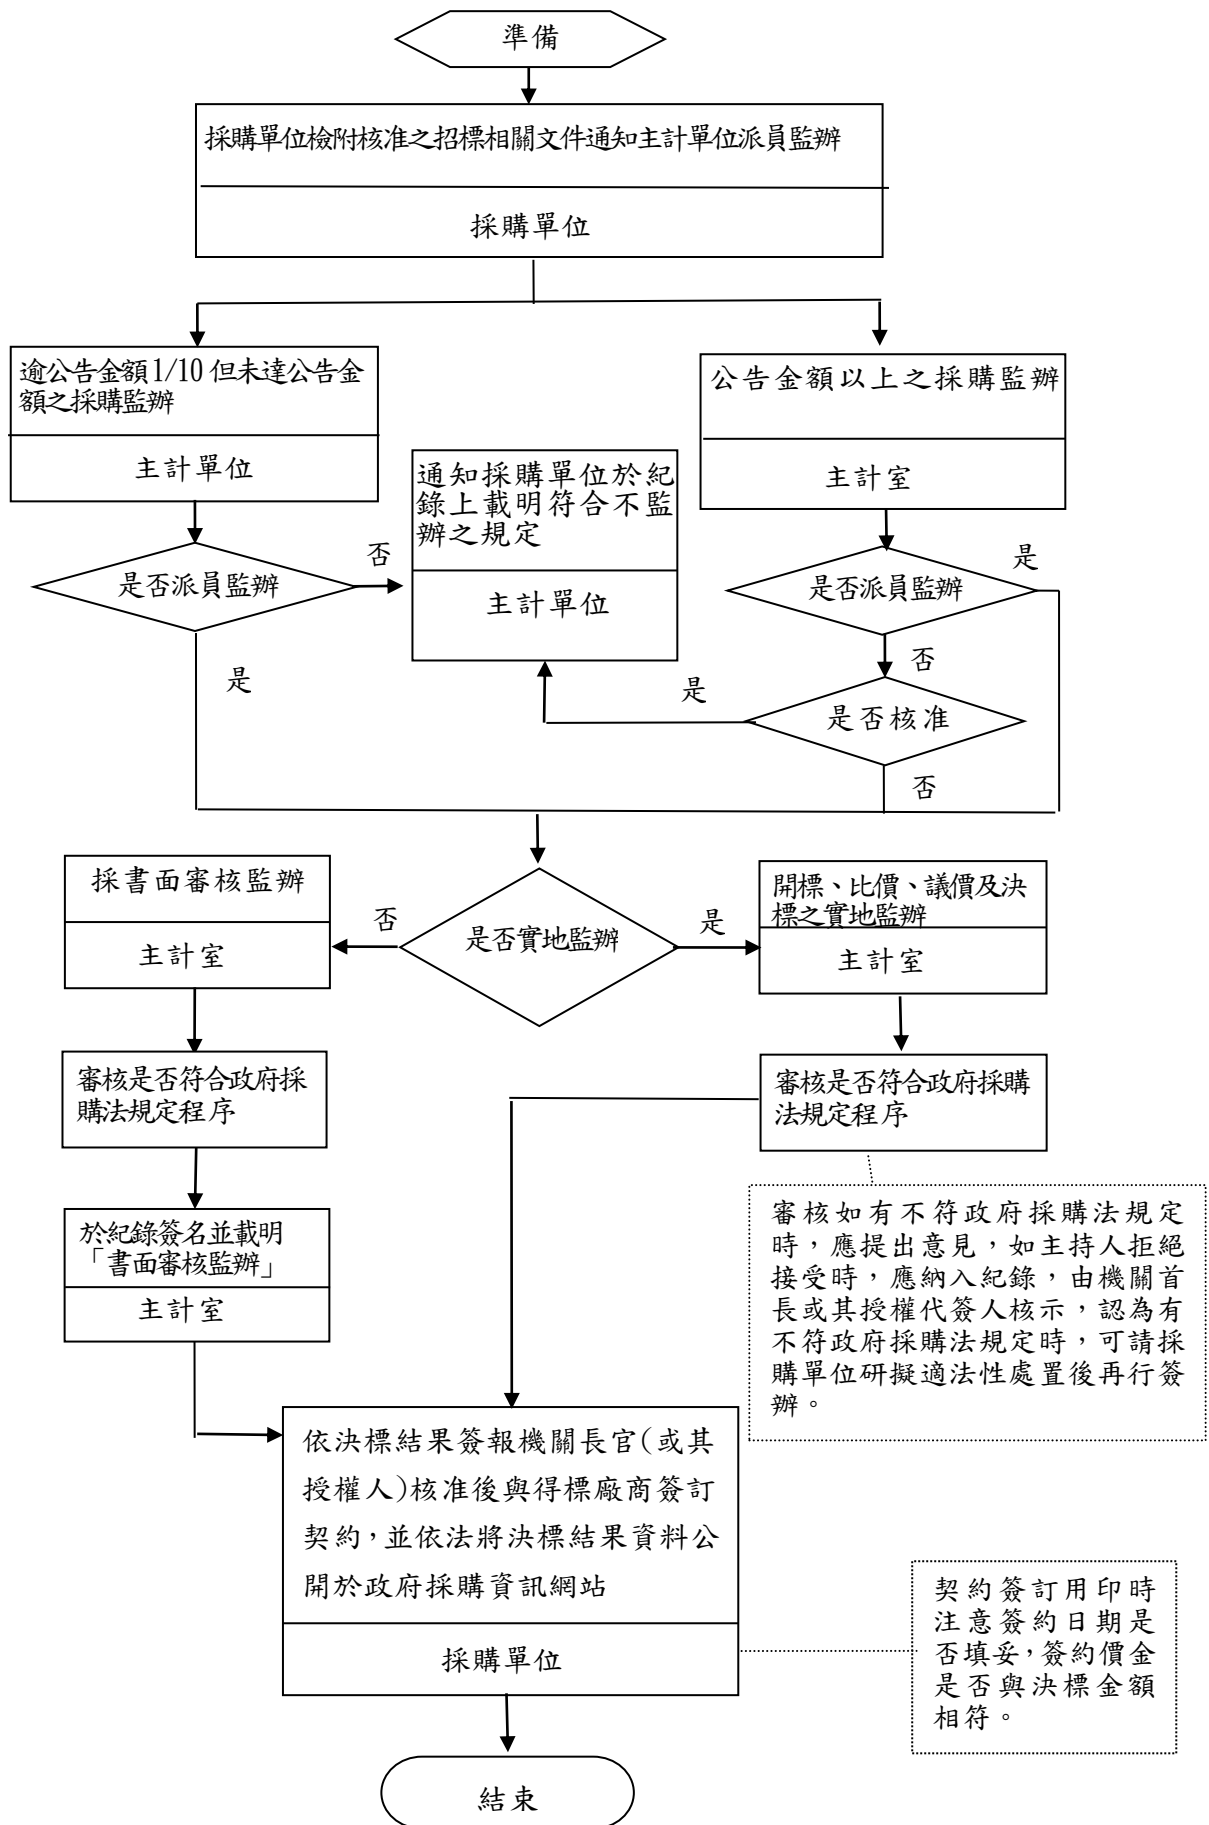 準備
採購單位檢附核准之招標相關文件通知主計單位派員監辦
採購單位
逾公告金額1/10但未達公告金
額之採購監辦
主計單位
公告金額以上之採購監辦
主計室
通知採購單位於紀
錄上載明符合不監
辦之規定
主計單位
是否派員監辦
否
是
是否派員監辦
是
否
是否核准
是
否
採書面審核監辦
主計室
否
是否實地監辦
是
開標、比價、議價及決
標之實地監辦
主計室
審核是否符合政府採
購法規定程序
審核是否符合政府採購
法規定程序
於紀錄簽名並載明
「書面審核監辦」
主計室
審核如有不符政府採購法規定
時，應提出意見，如主持人拒絕
接受時，應納入紀錄，由機關首
長或其授權代簽人核示，認為有
不符政府採購法規定時，可請採
購單位研擬適法性處置後再行簽
辦。
依決標結果簽報機關長官(或其
授權人)核准後與得標廠商簽訂
契約，並依法將決標結果資料公
開於政府採購資訊網站
採購單位
契約簽訂用印時
注意簽約日期是
否填妥，簽約價金
是否與決標金額
相符。
結束